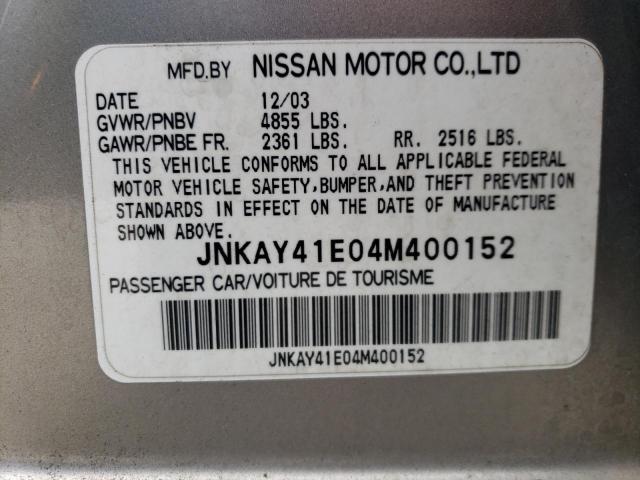 MFD.BY NISSAN MOTOR CO.,LTD
DATE 12/03
GVWR/PNBV 4855 LBS.
GAWR/PNBE FR. 2361 LBS. RR. 2516 LBS.
THIS VEHICLE CONFORMS TO ALL APPLICABLE FEDERAL
MOTOR VEHICLE SAFETY,BUMPER,AND THEFT PREVENTION
STANDARDS IN EFFECT ON THE DATE OF MANUFACTURE
SHOWN ABOVE. JNKAY41E04M400152
PASSENGER CAR/VOITURE DE TOURISME
JNKAY41E04M400152